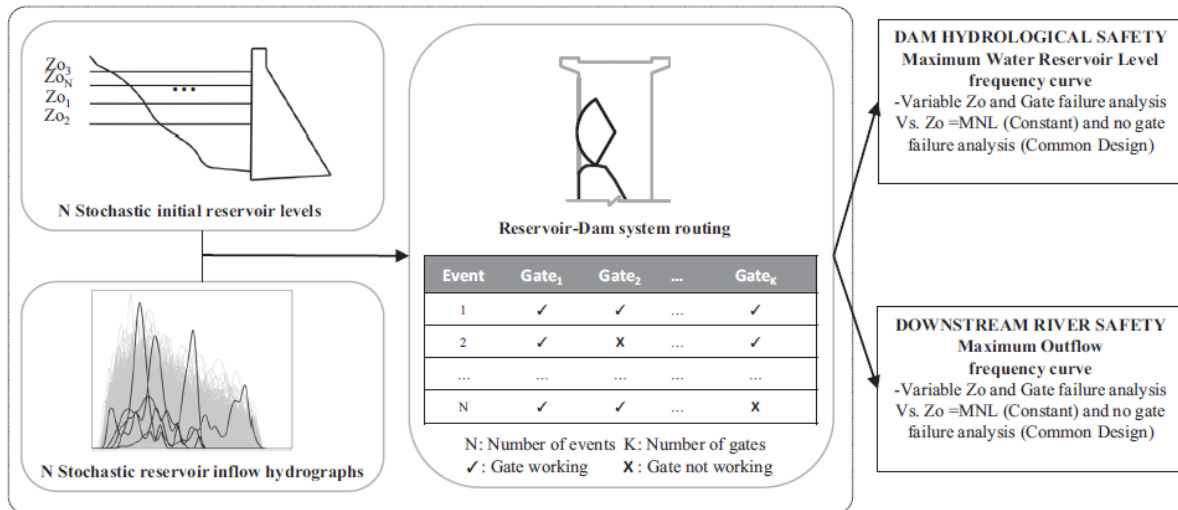 Zo3
ZoN
Zo1
Zo2
...
N Stochastic initial reservoir levels
N Stochastic reservoir inflow hydrographs
Reservoir-Dam system routing
Event Gate1 Gate2 ... GateK
1 ✓ ✓ ... ✓
2 ✓ X ... ✓
... ... ... ... ...
N ✓ ✓ ... X
N: Number of events K: Number of gates
✓: Gate working X: Gate not working
DAM HYDROLOGICAL SAFETY
Maximum Water Reservoir Level
frequency curve
-Variable Zo and Gate failure analysis
Vs. Zo =MNL (Constant) and no gate
failure analysis (Common Design)
DOWNSTREAM RIVER SAFETY
Maximum Outflow
frequency curve
-Variable Zo and Gate failure analysis
Vs. Zo =MNL (Constant) and no gate
failure analysis (Common Design)